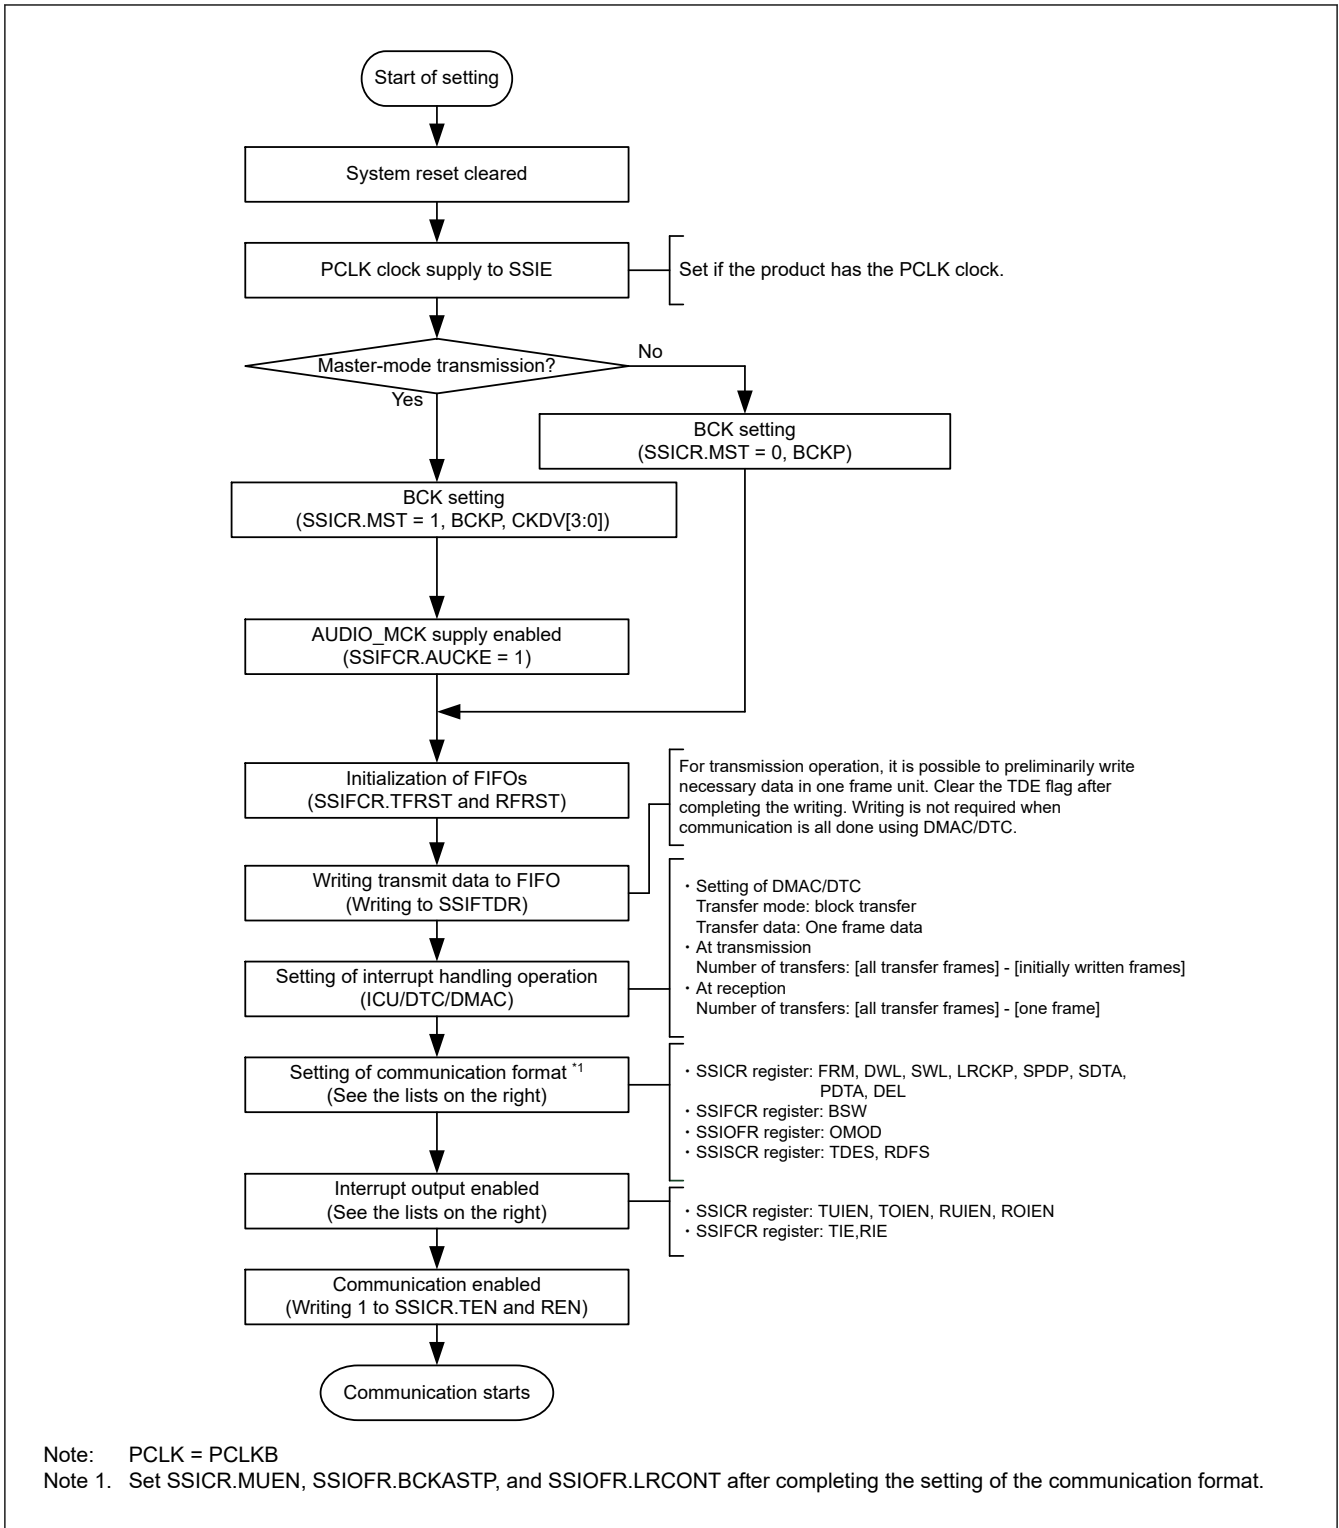 Start of setting
System reset cleared
PCLK clock supply to SSIE
Set if the product has the PCLK clock.
Master-mode transmission?
No
Yes
BCK setting
(SSICR.MST = 0, BCKP)
BCK setting
(SSICR.MST = 1, BCKP, CKDV[3:0])
AUDIO_MCK supply enabled
(SSIFCR.AUCKE = 1)
Initialization of FIFOs
(SSIFCR.TFRST and RFRST)
For transmission operation, it is possible to preliminarily write
necessary data in one frame unit. Clear the TDE flag after
completing the writing. Writing is not required when
communication is all done using DMAC/DTC.
Writing transmit data to FIFO
(Writing to SSIFTDR)
Setting of interrupt handling operation
(ICU/DTC/DMAC)
・Setting of DMAC/DTC
Transfer mode: block transfer
Transfer data: One frame data
・At transmission
Number of transfers: [all transfer frames] - [initially written frames]
・At reception
Number of transfers: [all transfer frames] - [one frame]
Setting of communication format *1
(See the lists on the right)
・SSICR register: FRM, DWL, SWL, LRCKP, SPDP, SDTA,
PDTA, DEL
・SSIFCR register: BSW
・SSIOFR register: OMOD
・SSISCR register: TDES, RDFS
Interrupt output enabled
(See the lists on the right)
・SSICR register: TUIEN, TOIEN, RUIEN, ROIEN
・SSIFCR register: TIE,RIE
Communication enabled
(Writing 1 to SSICR.TEN and REN)
Communication starts
Note: PCLK = PCLKB
Note 1. Set SSICR.MUEN, SSIOFR.BCKASTP, and SSIOFR.LRCONT after completing the setting of the communication format.